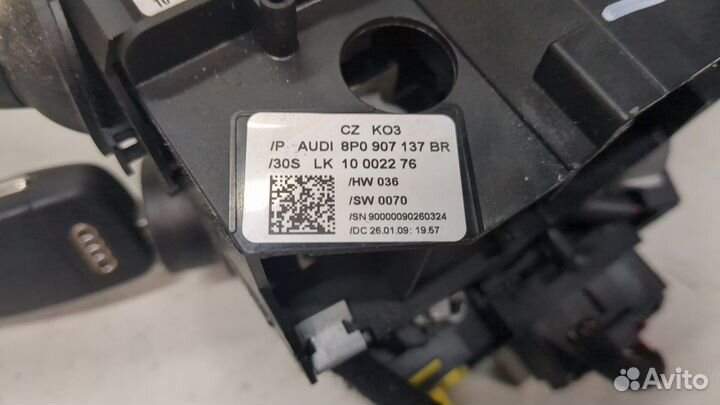 10
CZ KO3
/P. AUDI 8P0 907 137 BR
/30S LK 10 0022 76
/HW 036
/SW 0070
/SN 90000090260324
/DC 26.01.09: 19.57
Avito